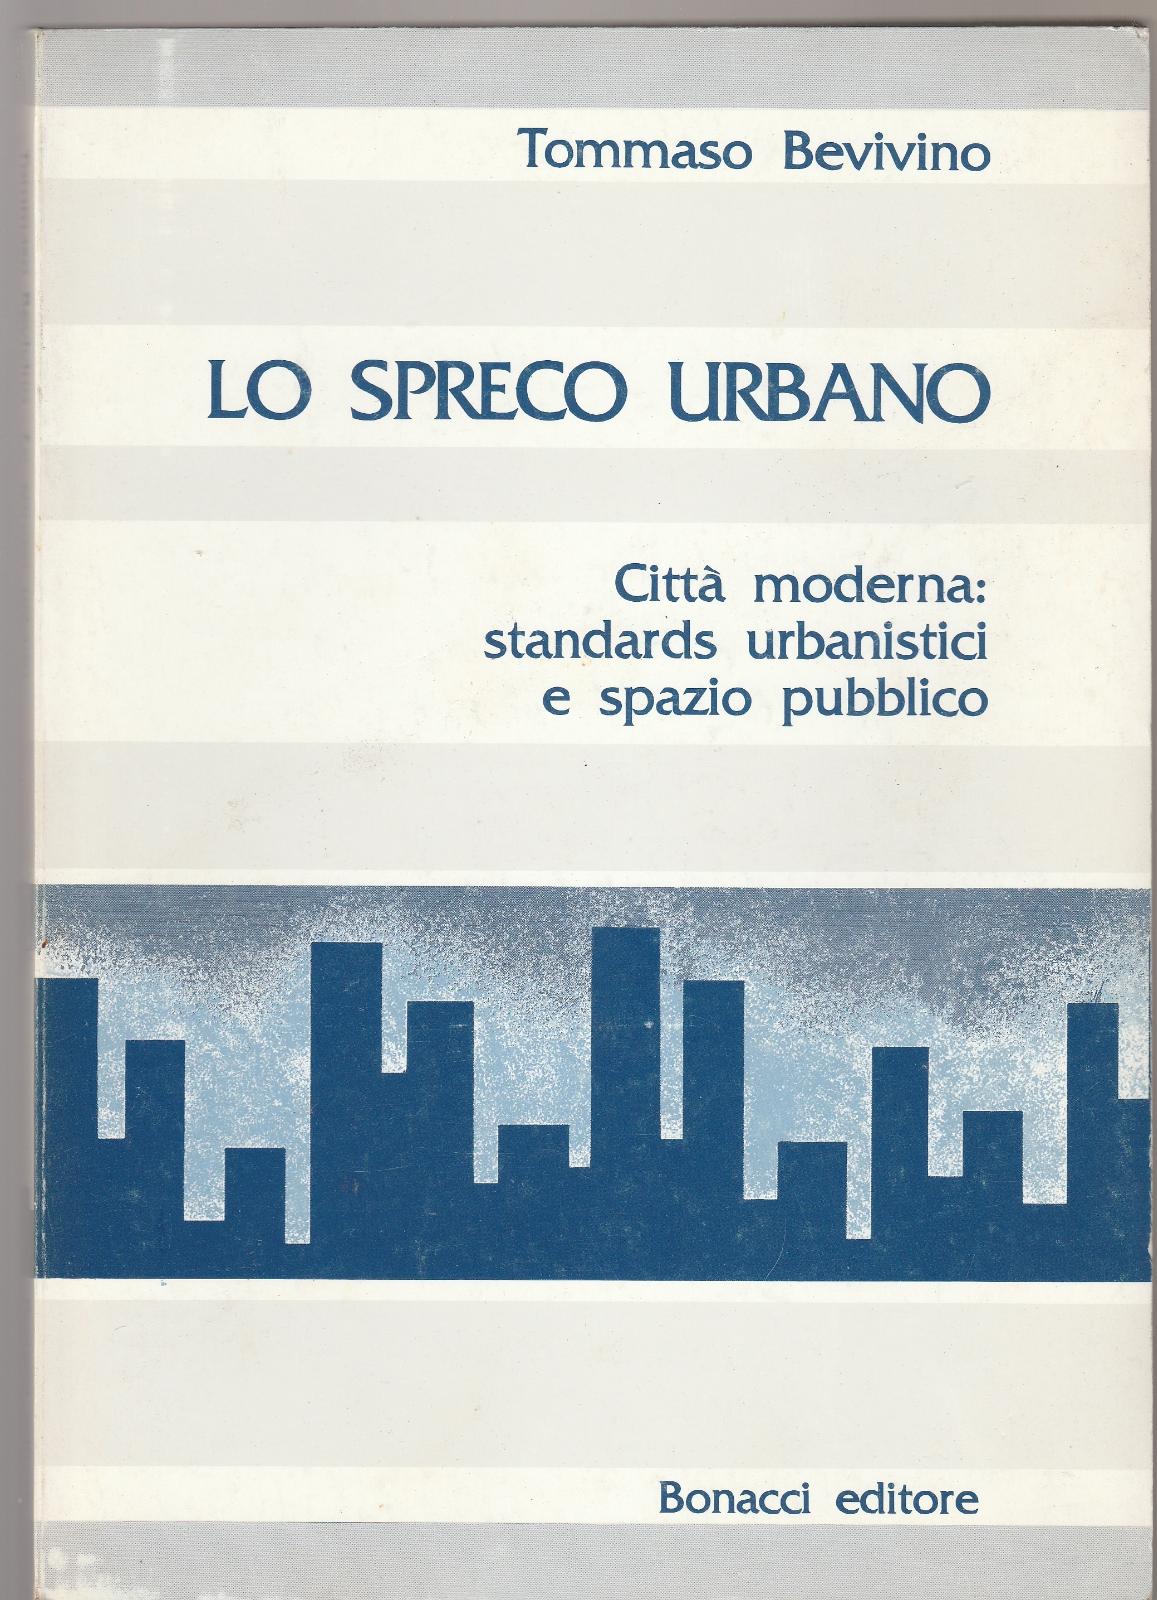 Tommaso Bevivino
LO SPRECO URBANO
Città moderna:
standards urbanistici
e spazio pubblico
Bonacci editore